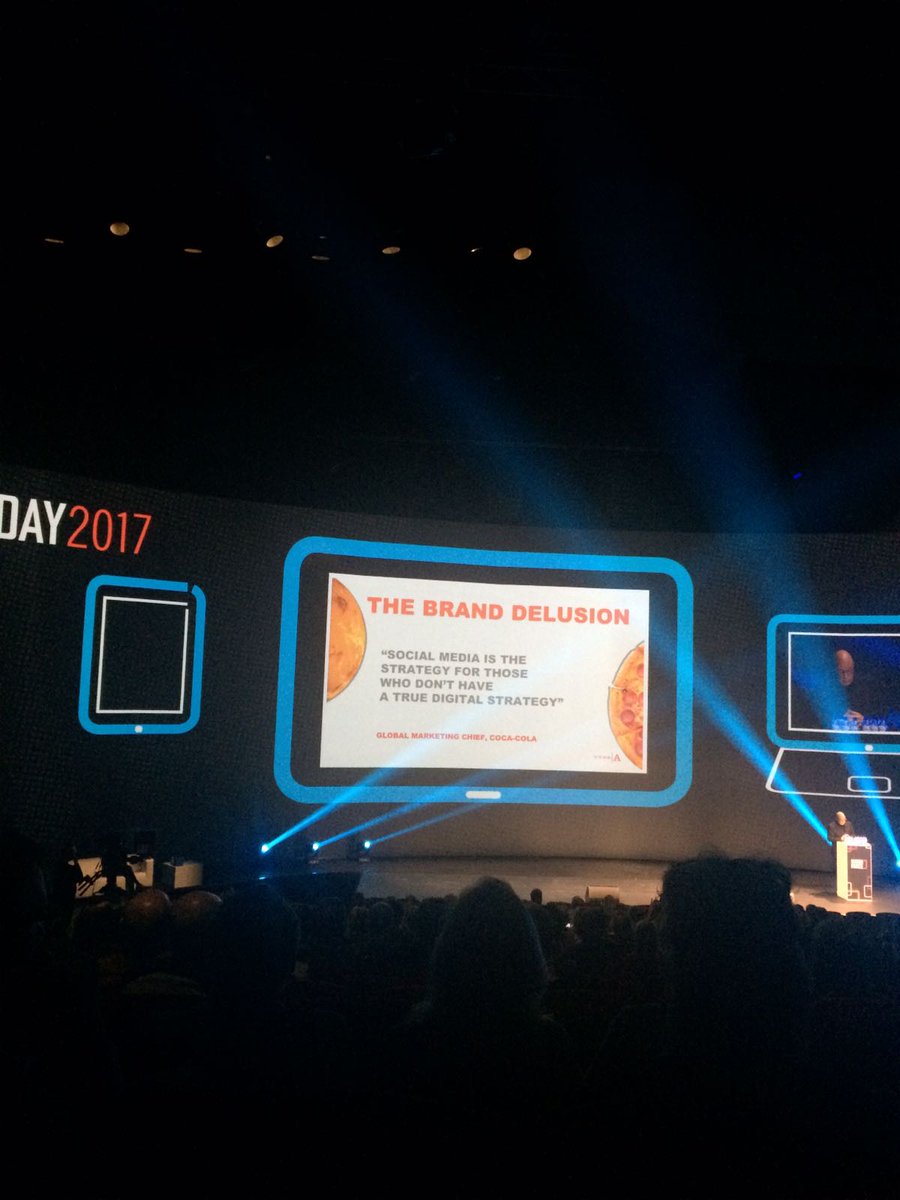 DAY2017
THE BRAND DELUSION
“SOCIAL MEDIA IS THE
STRATEGY FOR THOSE
WHO DON’T HAVE
A TRUE DIGITAL STRATEGY”
GLOBAL MARKETING CHIEF, COCA-COLA